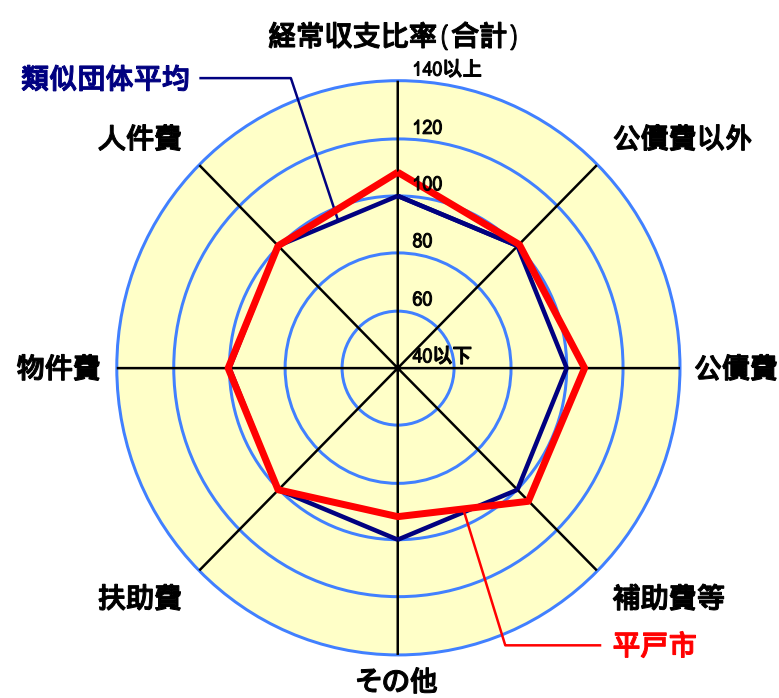 経常収支比率(合計)
140以上
類似団体平均
120
人件費
公債費以外
100
80
60
40以下
物件費
公債費
扶助費
補助費等
平戸市
その他